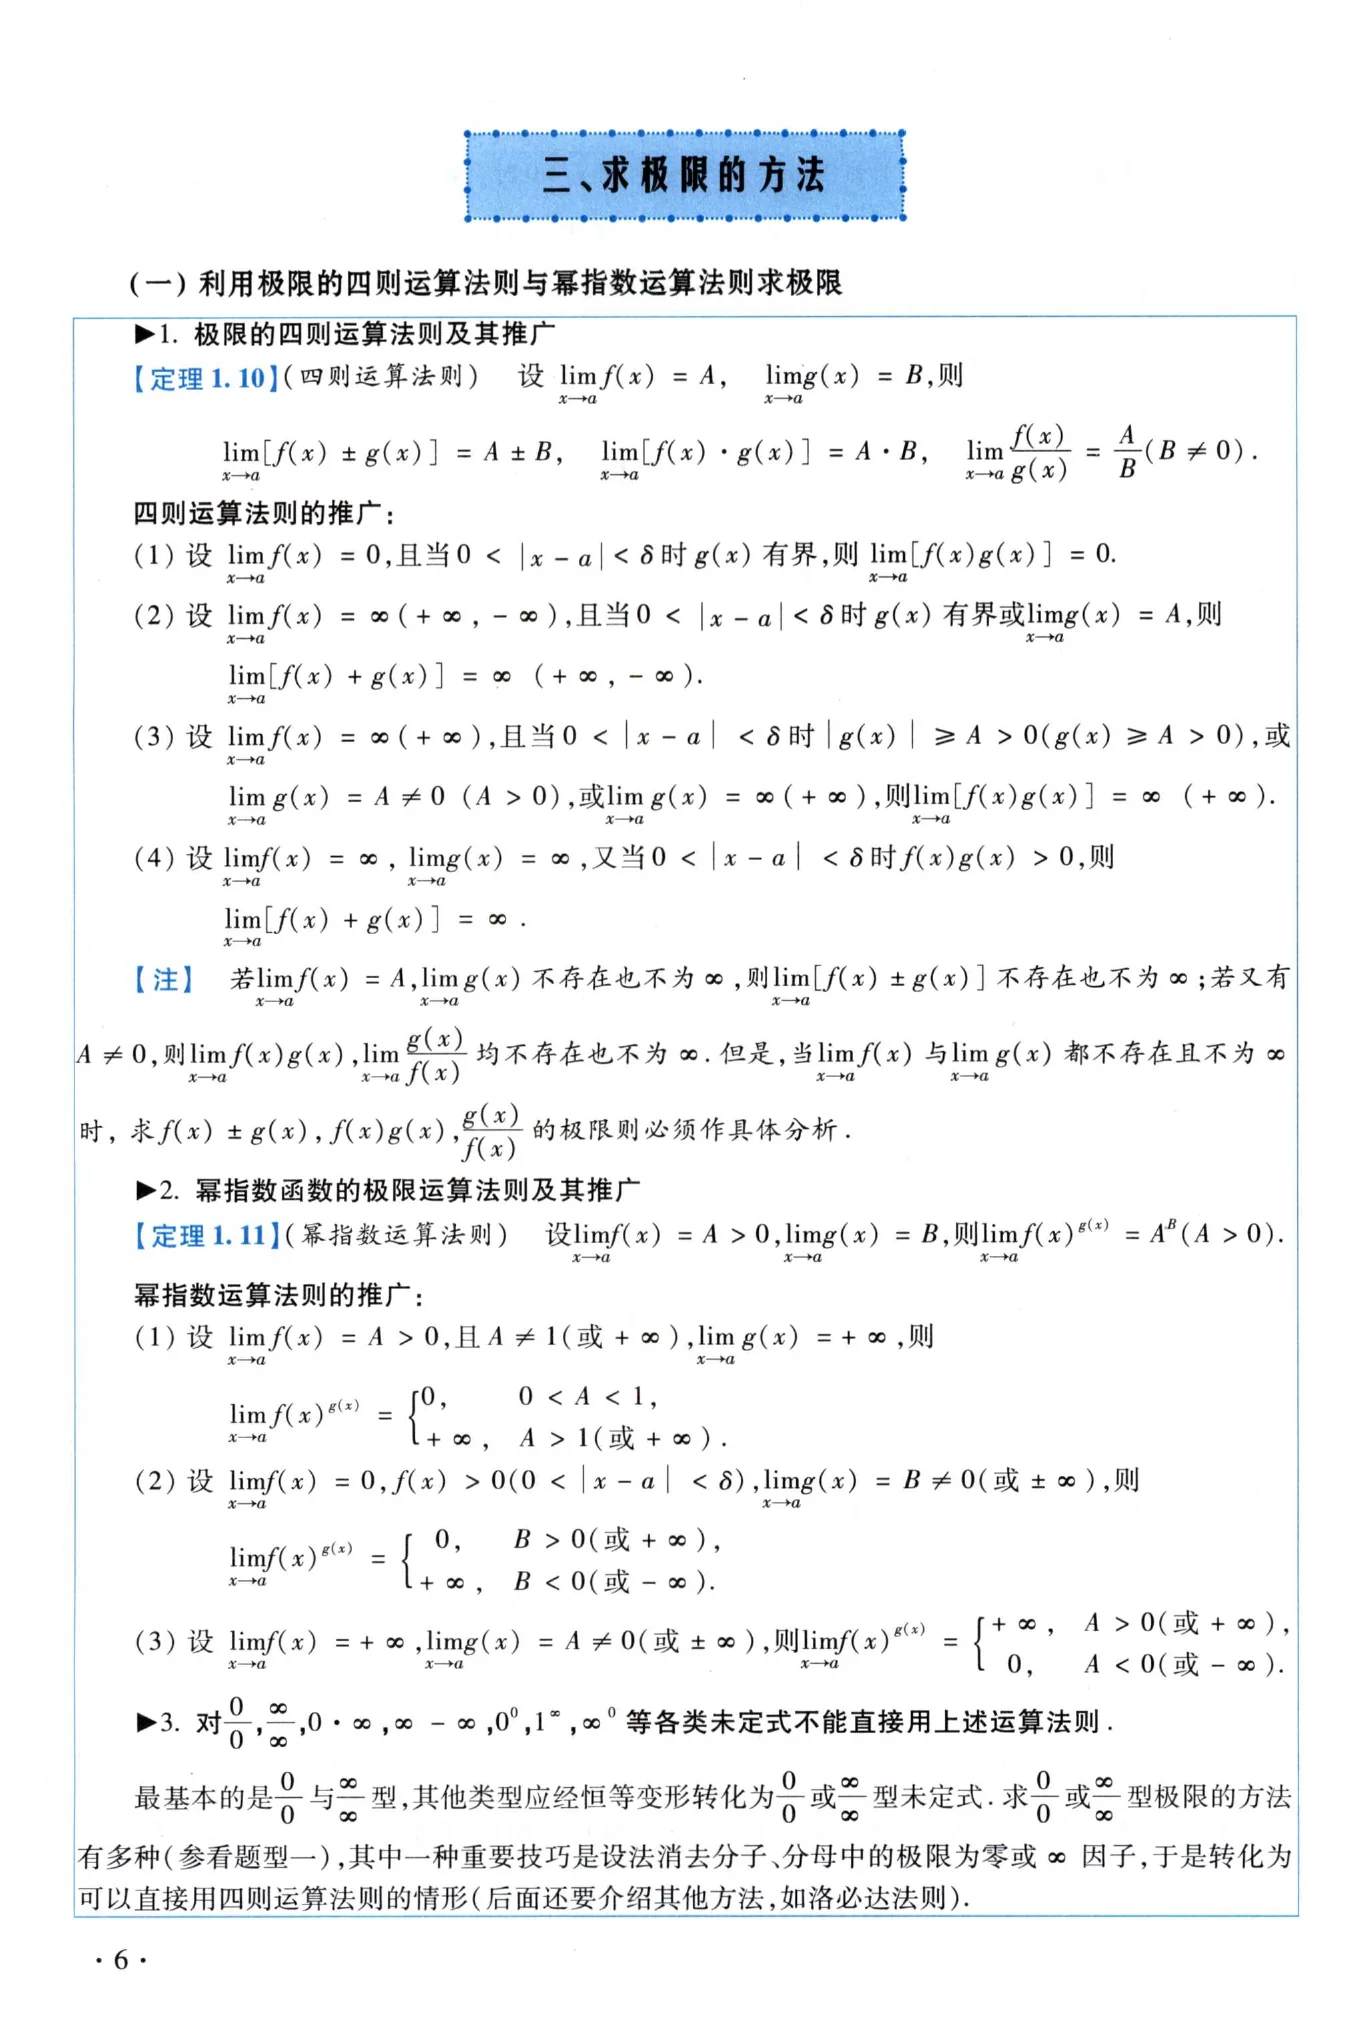 三、求极限的方法
(一) 利用极限的四则运算法则与幂指数运算法则求极限
▶1. 极限的四则运算法则及其推广
【定理 1.10】(四则运算法则) 设 $\lim\limits_{x\to a} f(x) = A$, $\lim\limits_{x\to a} g(x) = B$,则
$\lim\limits_{x\to a}[f(x) \pm g(x)] = A \pm B$, $\lim\limits_{x\to a}[f(x) \cdot g(x)] = A \cdot B$, $\lim\limits_{x\to a}\dfrac{f(x)}{g(x)} = \dfrac{A}{B}(B \neq 0)$.
四则运算法则的推广:
(1) 设 $\lim\limits_{x\to a} f(x) = 0$,且当$0 < |x - a| < \delta$时 $g(x)$ 有界,则 $\lim\limits_{x\to a}[f(x)g(x)] = 0$.
(2) 设 $\lim\limits_{x\to a} f(x) = \infty(+\infty, -\infty)$,且当$0 < |x - a| < \delta$时 $g(x)$ 有界或$\lim\limits_{x\to a} g(x) = A$,则
$\lim\limits_{x\to a}[f(x) + g(x)] = \infty (+\infty, -\infty)$.
(3) 设 $\lim\limits_{x\to a} f(x) = \infty(+\infty)$,且当$0 < |x - a| < \delta$时 $|g(x)| \geqslant A > 0(g(x) \geqslant A > 0)$,或
$\lim\limits_{x\to a} g(x) = A \neq 0 (A > 0)$,或$\lim\limits_{x\to a} g(x) = \infty(+\infty)$,则$\lim\limits_{x\to a}[f(x)g(x)] = \infty (+\infty)$.
(4) 设 $\lim\limits_{x\to a} f(x) = \infty$, $\lim\limits_{x\to a} g(x) = \infty$,又当$0 < |x - a| < \delta$时$f(x)g(x) > 0$,则
$\lim\limits_{x\to a}[f(x) + g(x)] = \infty$.
【注】 若$\lim\limits_{x\to a} f(x) = A$,$\lim\limits_{x\to a} g(x)$ 不存在也不为 $\infty$,则$\lim\limits_{x\to a}[f(x) \pm g(x)]$ 不存在也不为 $\infty$;若又有
$A \neq 0$,则$\lim\limits_{x\to a} f(x)g(x)$,$\lim\limits_{x\to a}\dfrac{g(x)}{f(x)}$ 均不存在也不为 $\infty$.但是,当$\lim\limits_{x\to a} f(x)$ 与$\lim\limits_{x\to a} g(x)$ 都不存在且不为 $\infty$
时, 求$f(x) \pm g(x)$,$f(x)g(x)$,$\dfrac{g(x)}{f(x)}$ 的极限则必须作具体分析.
▶2. 幂指数函数的极限运算法则及其推广
【定理 1.11】(幂指数运算法则) 设$\lim\limits_{x\to a} f(x) = A > 0$,$\lim\limits_{x\to a} g(x) = B$,则$\lim\limits_{x\to a} f(x)^{g(x)} = A^B(A > 0)$.
幂指数运算法则的推广:
(1) 设 $\lim\limits_{x\to a} f(x) = A > 0$,且 $A \neq 1$(或 $+\infty$),$\lim\limits_{x\to a} g(x) = +\infty$,则
$\lim\limits_{x\to a} f(x)^{g(x)} = \begin{cases} 0, & 0 < A < 1, \\ +\infty, & A > 1(或 +\infty). \end{cases}$
(2) 设 $\lim\limits_{x\to a} f(x) = 0$,$f(x) > 0(0 < |x - a| < \delta)$,$\lim\limits_{x\to a} g(x) = B \neq 0$(或 $\pm\infty$),则
$\lim\limits_{x\to a} f(x)^{g(x)} = \begin{cases} 0, & B > 0(或 +\infty), \\ +\infty, & B < 0(或 -\infty). \end{cases}$
(3) 设 $\lim\limits_{x\to a} f(x) = +\infty$,$\lim\limits_{x\to a} g(x) = A \neq 0$(或 $\pm\infty$),则$\lim\limits_{x\to a} f(x)^{g(x)} = \begin{cases} +\infty, & A > 0(或 +\infty), \\ 0, & A < 0(或 -\infty). \end{cases}$
▶3. 对$\dfrac{0}{0}$,$\dfrac{\infty}{\infty}$,$0 \cdot \infty$,$\infty - \infty$,$0^0$,$1^\infty$,$\infty^0$ 等各类未定式不能直接用上述运算法则.
最基本的是$\dfrac{0}{0}$与$\dfrac{\infty}{\infty}$型,其他类型应经恒等变形转化为$\dfrac{0}{0}$或$\dfrac{\infty}{\infty}$型未定式.求$\dfrac{0}{0}$或$\dfrac{\infty}{\infty}$型极限的方法
有多种(参看题型一),其中一种重要技巧是设法消去分子、分母中的极限为零或 $\infty$ 因子,于是转化为
可以直接用四则运算法则的情形(后面还要介绍其他方法,如洛必达法则).
· 6 ·